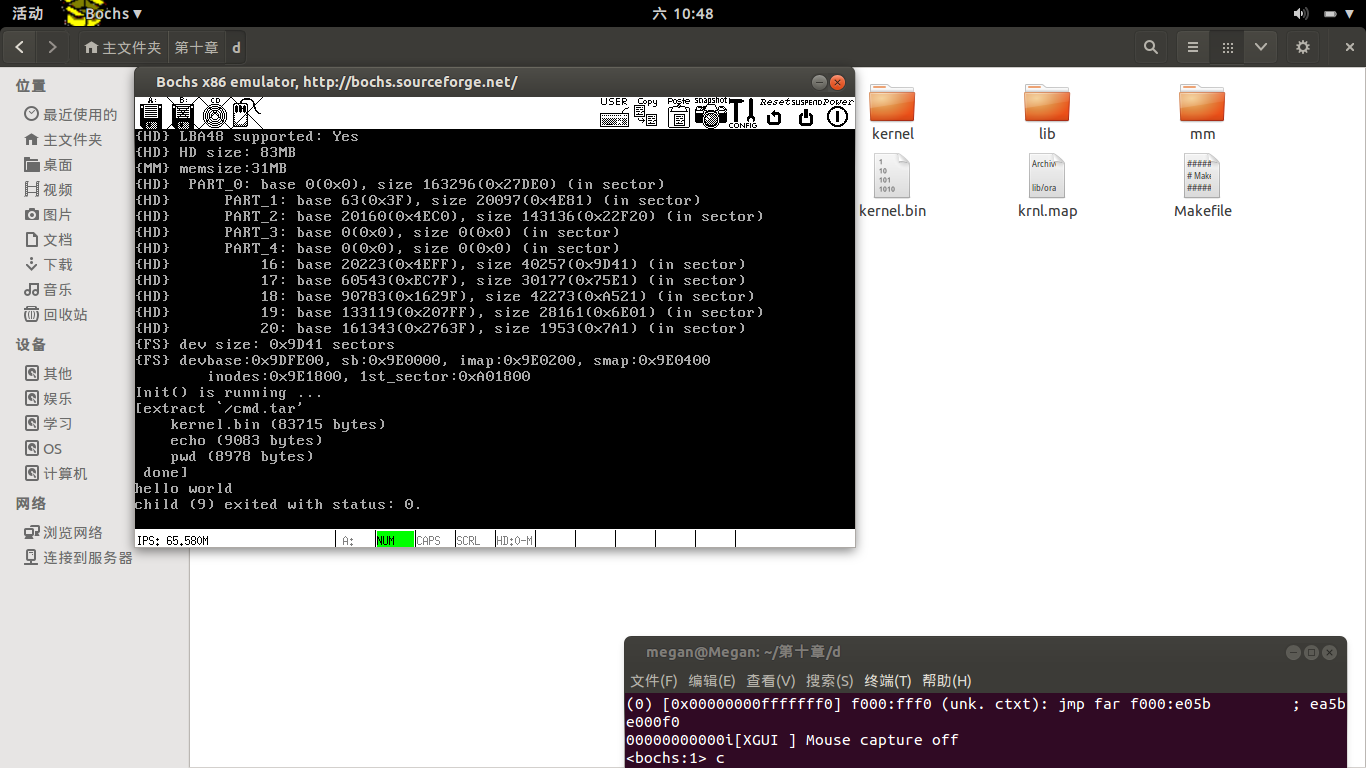 活动 Bochs ▾ 六 10:48
主文件夹 第十章 d
位置
最近使用的
主文件夹
桌面
视频
图片
文档
下载
音乐
回收站
设备
其他
娱乐
学习
OS
计算机
网络
浏览网络
连接到服务器
Bochs x86 emulator, http://bochs.sourceforge.net/
A: B: CD USER Copy Paste snapshot CONFIG Reset SUSPEND Power
{HD} LBA48 supported: Yes
{HD} HD size: 83MB
{MM} memsize:31MB
{HD} PART_0: base 0(0x0), size 163296(0x27DE0) (in sector)
{HD} PART_1: base 63(0x3F), size 20097(0x4E81) (in sector)
{HD} PART_2: base 20160(0x4EC0), size 143136(0x22F20) (in sector)
{HD} PART_3: base 0(0x0), size 0(0x0) (in sector)
{HD} PART_4: base 0(0x0), size 0(0x0) (in sector)
{HD} 16: base 20223(0x4EFF), size 40257(0x9D41) (in sector)
{HD} 17: base 60543(0xEC7F), size 30177(0x75E1) (in sector)
{HD} 18: base 90783(0x1629F), size 42273(0xA521) (in sector)
{HD} 19: base 133119(0x207FF), size 28161(0x6E01) (in sector)
{HD} 20: base 161343(0x2763F), size 1953(0x7A1) (in sector)
{FS} dev size: 0x9D41 sectors
{FS} devbase:0x9DFE00, sb:0x9E0000, imap:0x9E0200, smap:0x9E0400
inodes:0x9E1800, 1st_sector:0xA01800
Init() is running ...
[extract `/cmd.tar'
kernel.bin (83715 bytes)
echo (9083 bytes)
pwd (8978 bytes)
done]
hello world
child (9) exited with status: 0.
IPS: 65.580M A: NUM CAPS SCRL HD:0-M
kernel lib mm
1
10
101
1010
Archiv
lib/ora
#####
# Make
#####
kernel.bin krnl.map Makefile
megan@Megan: ~/第十章/d
文件(F) 编辑(E) 查看(V) 搜索(S) 终端(T) 帮助(H)
(0) [0x00000000fffffff0] f000:fff0 (unk. ctxt): jmp far f000:e05b ; ea5b
e000f0
00000000000i[XGUI ] Mouse capture off
<bochs:1> c